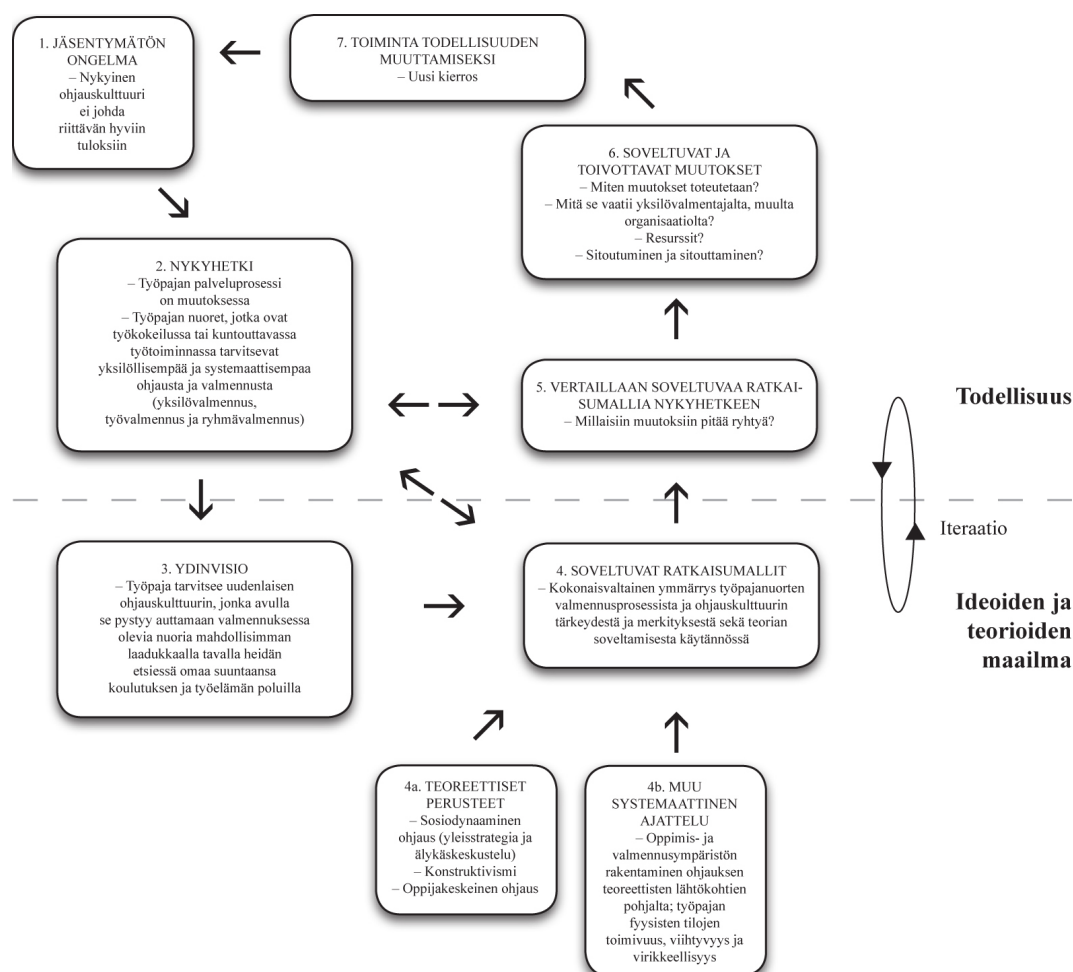 1. JÄSENTYMÄTÖN
ONGELMA
– Nykyinen
ohjauskulttuuri
ei johda
riittävän hyviin
tuloksiin
7. TOIMINTA TODELLISUUDEN
MUUTTAMISEKSI
– Uusi kierros
6. SOVELTUVAT JA
TOIVOTTAVAT MUUTOKSET
– Miten muutokset toteutetaan?
– Mitä se vaatii yksilövalmentajalta, muulta
organisaatiolta?
– Resurssit?
– Sitoutuminen ja sitouttaminen?
2. NYKYHETKI
– Työpajan palveluprosessi
on muutoksessa
– Työpajan nuoret, jotka ovat
työkokeilussa tai kuntouttavassa
työtoiminnassa tarvitsevat
yksilöllisempää ja systemaattisempaa
ohjausta ja valmennusta
(yksilövalmennus,
työvalmennus ja ryhmävalmennus)
5. VERTAILLAAN SOVELTUVAA RATKAI-
SUMALLIA NYKYHETKEEN
– Millaisiin muutoksiin pitää ryhtyä?
Todellisuus
Iteraatio
3. YDINVISIO
– Työpaja tarvitsee uudenlaisen
ohjauskulttuurin, jonka avulla
se pystyy auttamaan valmennuksessa
olevia nuoria mahdollisimman
laadukkaalla tavalla heidän
etsiessä omaa suuntaansa
koulutuksen ja työelämän poluilla
4. SOVELTUVAT RATKAISUMALLIT
– Kokonaisvaltainen ymmärrys työpajanuorten
valmennusprosessista ja ohjauskulttuurin
tärkeydestä ja merkityksestä sekä teorian
soveltamisesta käytännössä
Ideoiden ja
teorioiden
maailma
4a. TEOREETTISET
PERUSTEET
– Sosiodynaaminen
ohjaus (yleisstrategia ja
älykäskeskustelu)
– Konstruktivismi
– Oppijakeskeinen ohjaus
4b. MUU
SYSTEMAATTINEN
AJATTELU
– Oppimis- ja
valmennusympäristön
rakentaminen ohjauksen
teoreettisten lähtökohtien
pohjalta; työpajan
fyysisten tilojen
toimivuus, viihtyvyys ja
virikkeellisyys